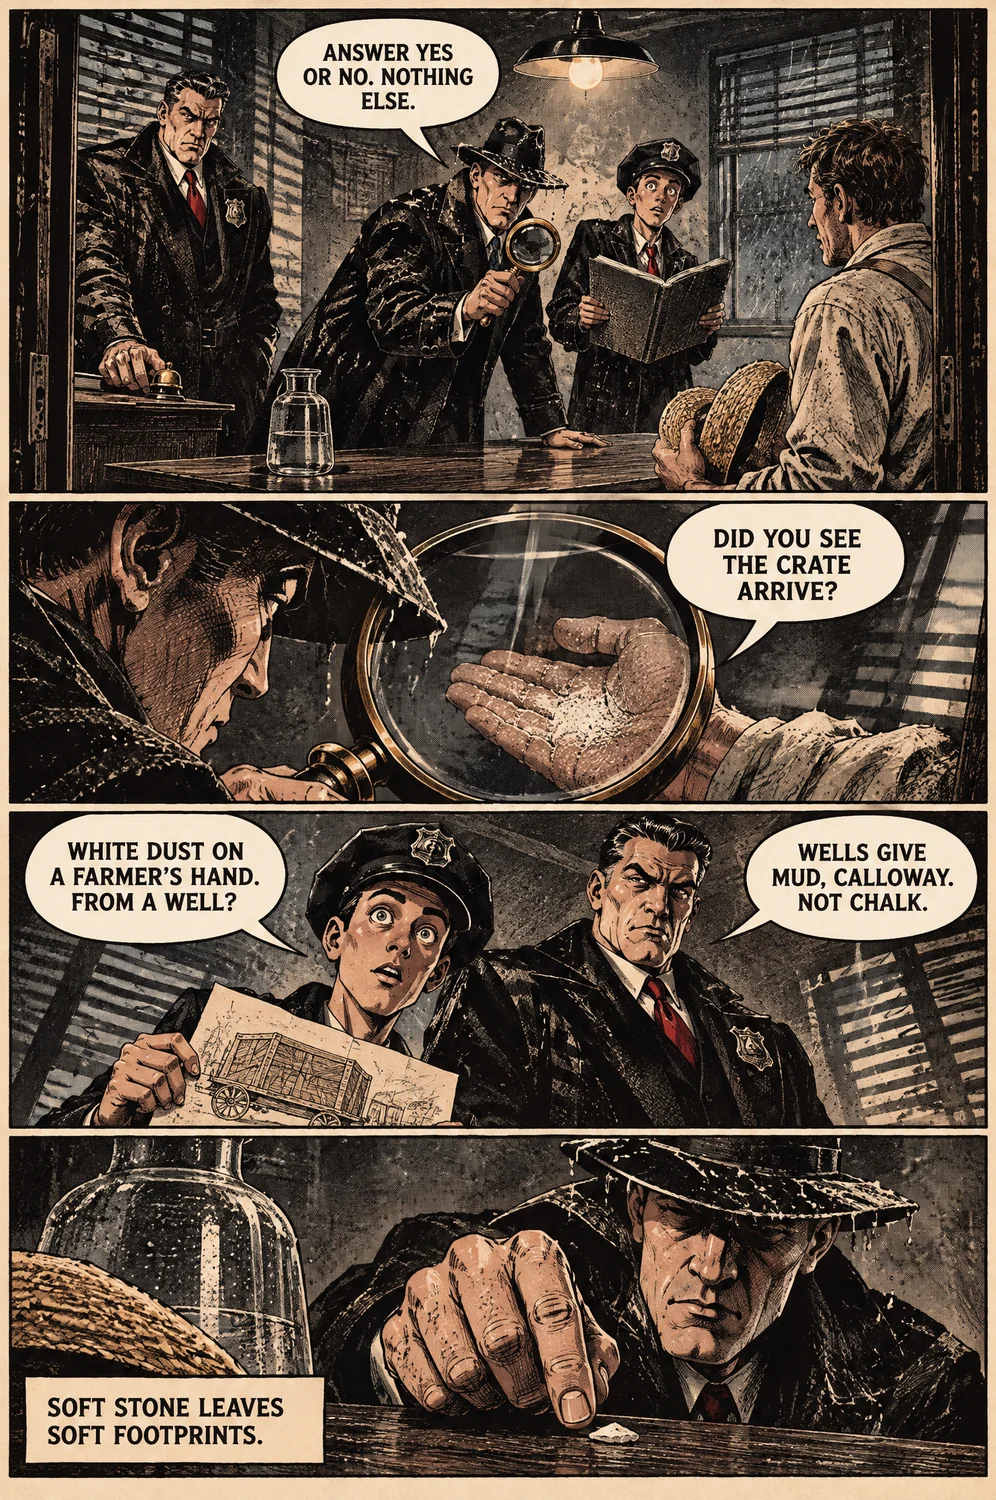 ANSWER YES
OR NO. NOTHING
ELSE.
DID YOU SEE
THE CRATE
ARRIVE?
WHITE DUST ON
A FARMER'S HAND.
FROM A WELL?
WELLS GIVE
MUD, CALLOWAY.
NOT CHALK.
SOFT STONE LEAVES
SOFT FOOTPRINTS.